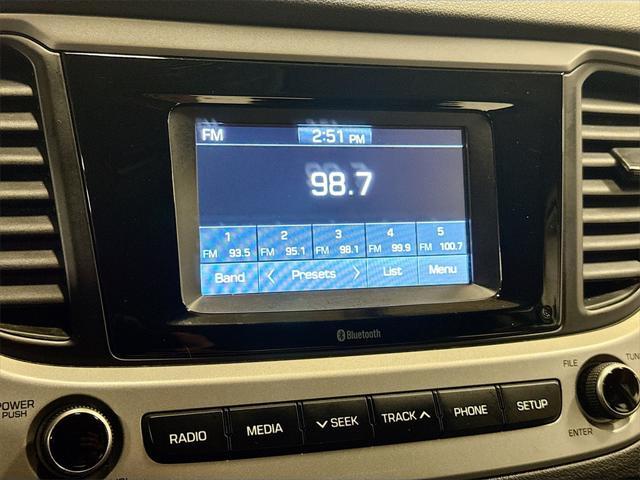 FM 2:51 PM
98.7
1 2 3 4 5
FM 93.5 FM 95.1 FM 98.1 FM 99.9 FM 100.7
Band < Presets > List Menu
Bluetooth
POWER
PUSH
RADIO MEDIA SEEK TRACK PHONE SETUP
FILE
ENTER